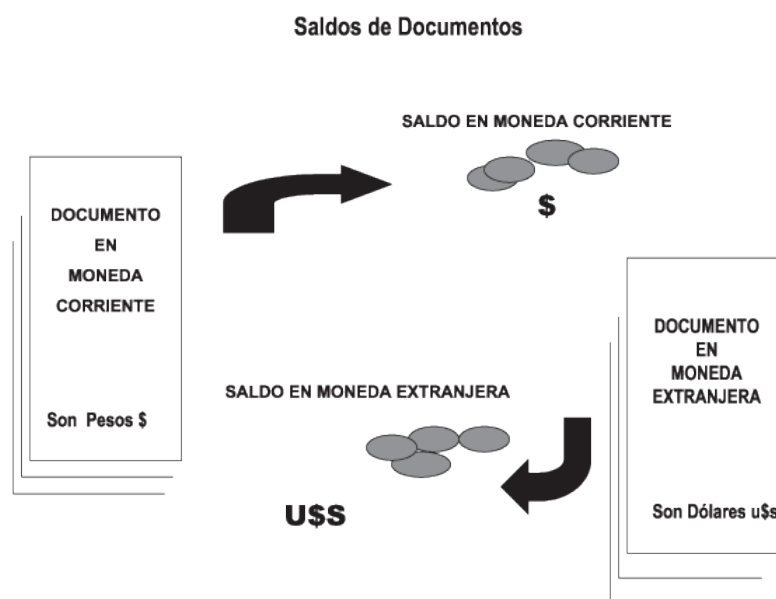 Saldos de Documentos
SALDO EN MONEDA CORRIENTE
$
DOCUMENTO
EN
MONEDA
CORRIENTE
Son Pesos $
DOCUMENTO
EN
MONEDA
EXTRANJERA
Son Dólares u$s
SALDO EN MONEDA EXTRANJERA
U$S